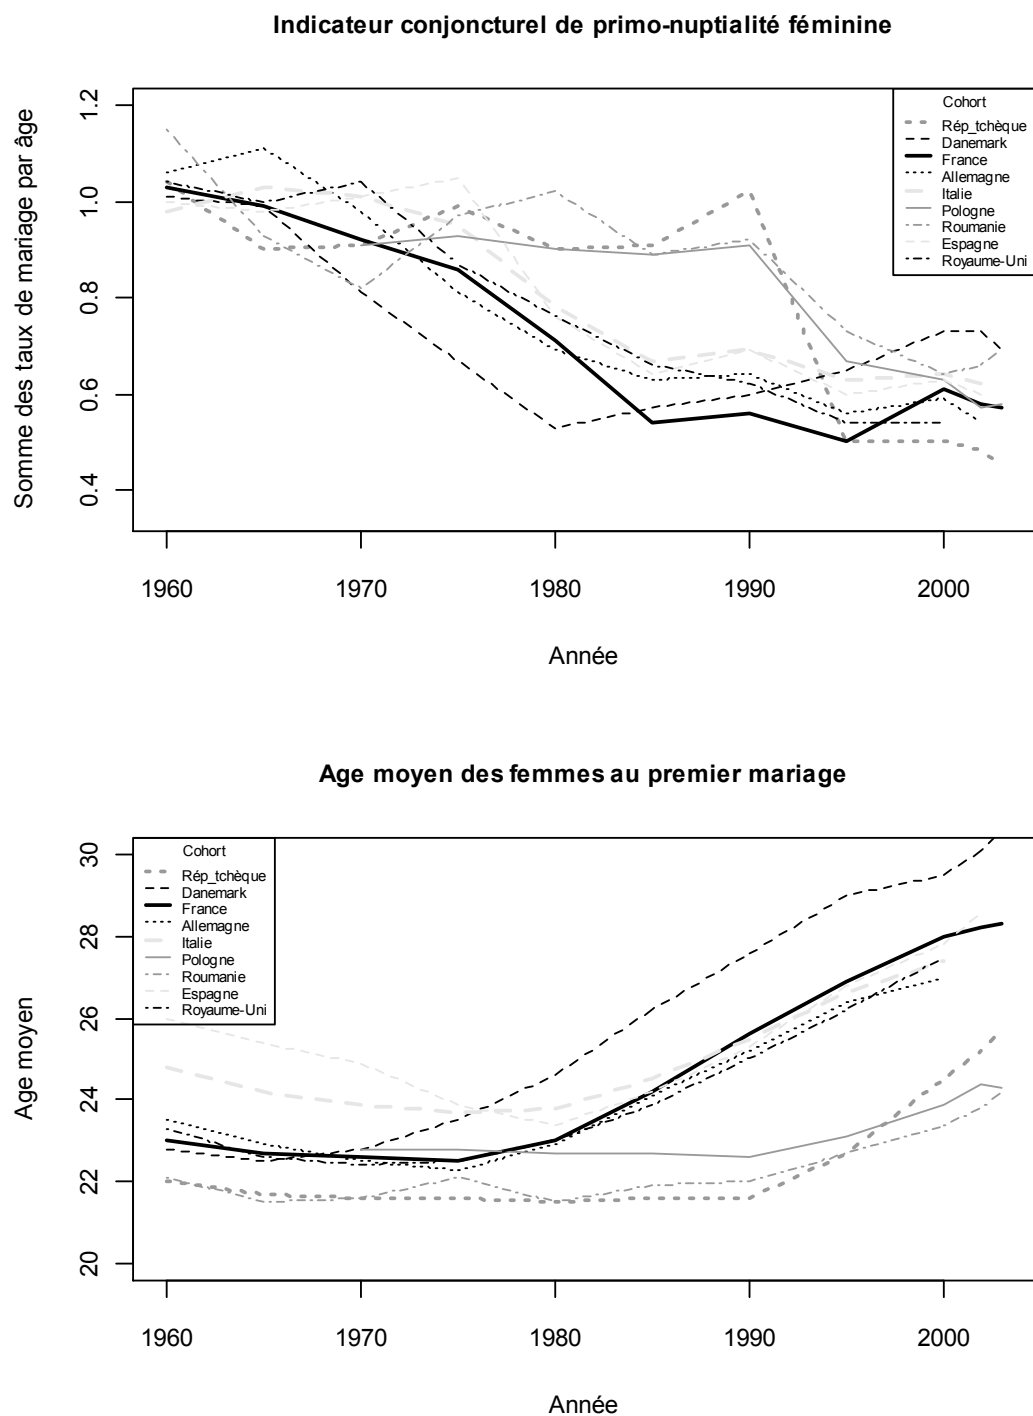 Indicateur conjoncturel de primo-nuptialité féminine
Somme des taux de mariage par âge
1.2
1.0
0.8
0.6
0.4
Cohort
Rép_tchèque
Danemark
France
Allemagne
Italie
Pologne
Roumanie
Espagne
Royaume-Uni
1960 1970 1980 1990 2000
Année
Age moyen des femmes au premier mariage
Age moyen
30
28
26
24
22
20
Cohort
Rép_tchèque
Danemark
France
Allemagne
Italie
Pologne
Roumanie
Espagne
Royaume-Uni
1960 1970 1980 1990 2000
Année